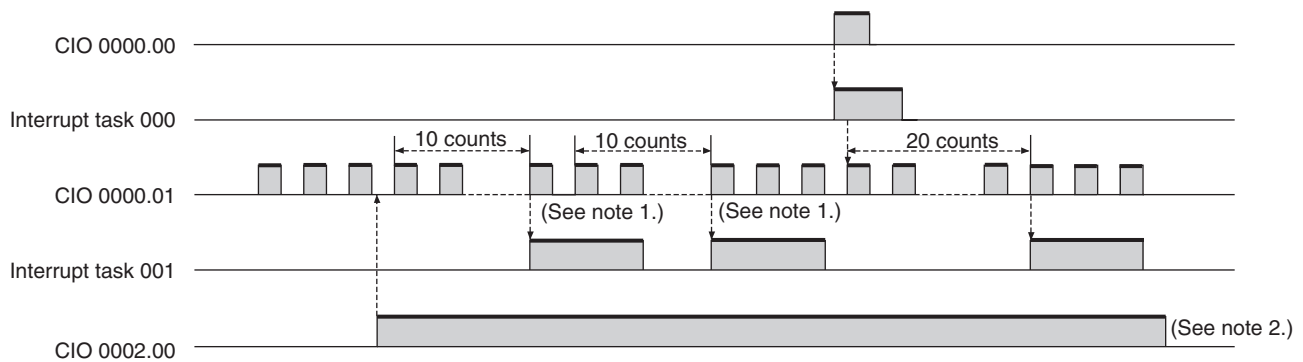 CIO 0000.00
Interrupt task 000
10 counts
10 counts
20 counts
CIO 0000.01
(See note 1.)
(See note 1.)
Interrupt task 001
(See note 2.)
CIO 0002.00